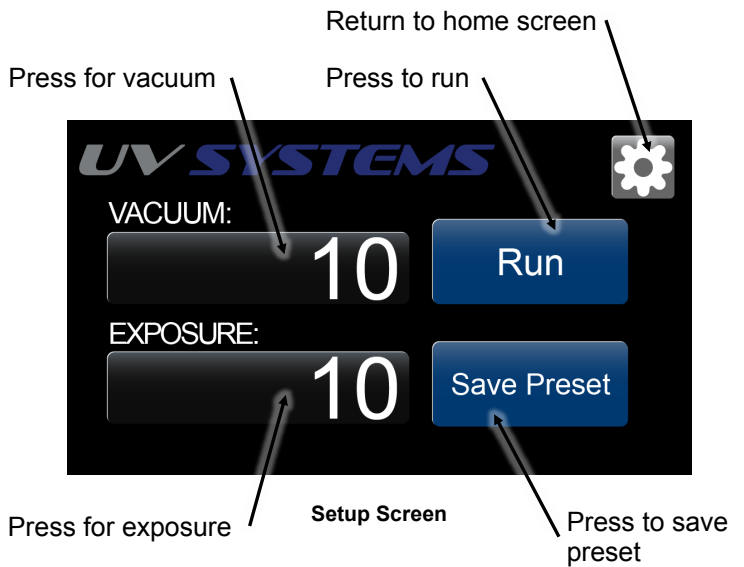 Return to home screen
Press for vacuum
Press to run
UV SYSTEMS
VACUUM:
10
Run
EXPOSURE:
10
Save Preset
Press for exposure
Setup Screen
Press to save
preset